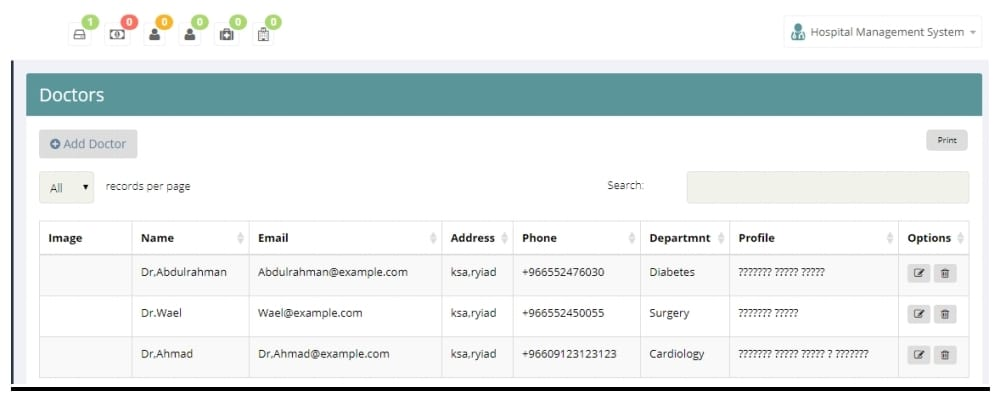 1 0 0 0 0 0
Hospital Management System
Doctors
Add Doctor
Print
All records per page Search:
Image Name Email Address Phone Departmnt Profile Options
Dr.Abdulrahman Abdulrahman@example.com ksa,ryiad +966552476030 Diabetes ??????? ????? ?????
Dr.Wael Wael@example.com ksa,ryiad +966552450055 Surgery ??????? ?????
Dr.Ahmad Dr.Ahmad@example.com ksa,ryiad +96609123123123 Cardiology ??????? ????? ????? ? ???????